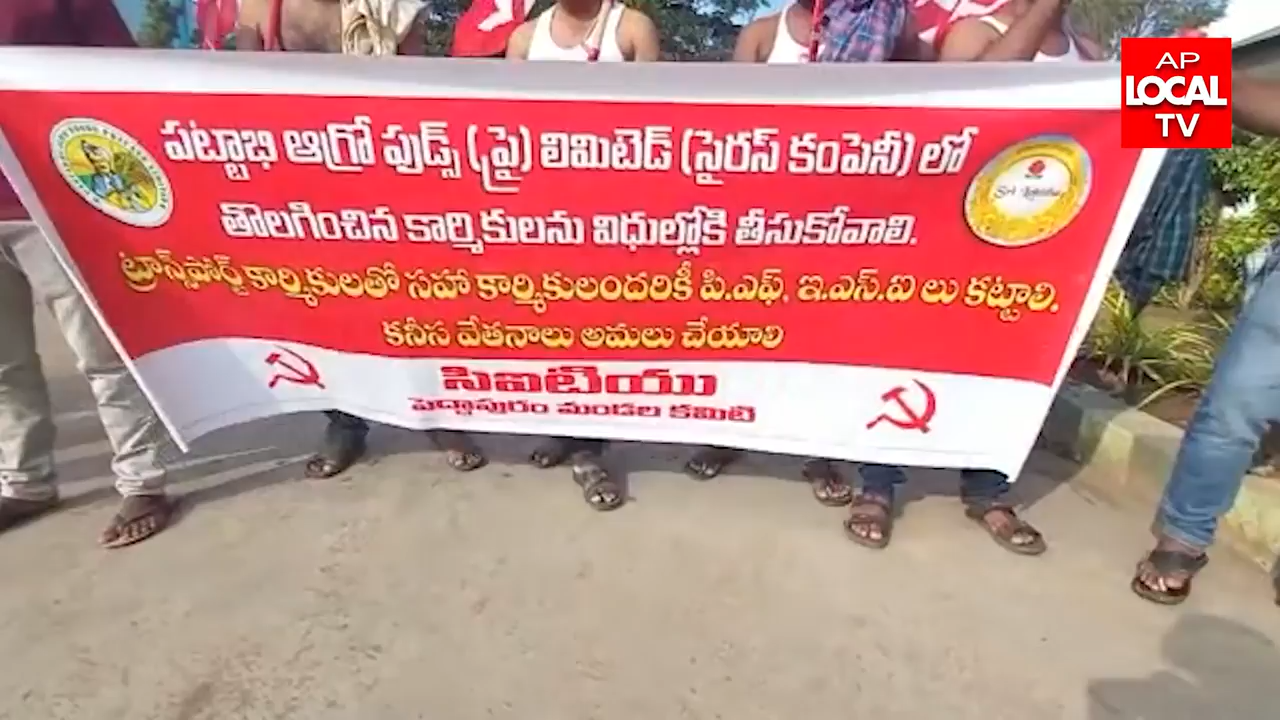 AP
LOCAL
TV
పట్టాభి ఆగ్రో ఫుడ్స్ (ప్రై) లిమిటెడ్ (సైరస్ కంపెనీ) లో
తొలగించిన కార్మికులను విధుల్లోకి తీసుకోవాలి.
ట్రాన్స్‌పోర్ట్ కార్మికులతో సహా కార్మికులందరికీ పి.ఎఫ్. ఇ.ఎస్.ఐ లు కట్టాలి.
కనీస వేతనాలు అమలు చేయాలి
సిఐటియు
పెద్దాపురం మండల కమిటి